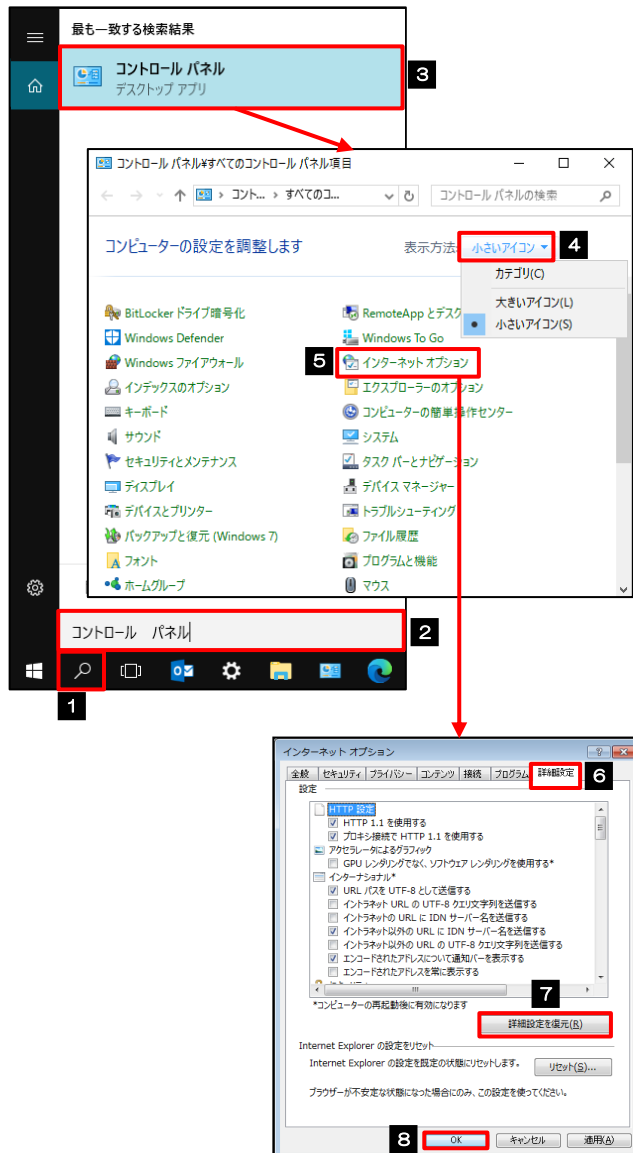 最も一致する検索結果
コントロール パネル
デスクトップ アプリ
3
コントロール パネル¥すべてのコントロール パネル項目
コント... › すべてのコ...
コントロール パネルの検索
コンピューターの設定を調整します
表示方法:
小さいアイコン
4
カテゴリ(C)
大きいアイコン(L)
小さいアイコン(S)
BitLocker ドライブ暗号化
RemoteApp とデスク
Windows Defender
Windows To Go
Windows ファイアウォール
5
インターネット オプション
インデックスのオプション
エクスプローラーのオプション
キーボード
コンピューターの簡単操作センター
サウンド
システム
セキュリティとメンテナンス
タスク バーとナビゲーション
ディスプレイ
デバイス マネージャー
デバイスとプリンター
トラブルシューティング
バックアップと復元 (Windows 7)
ファイル履歴
フォント
プログラムと機能
ホームグループ
マウス
コントロール　パネル
2
1
インターネット オプション
全般 セキュリティ プライバシー コンテンツ 接続 プログラム 詳細設定
6
設定
HTTP 設定
HTTP 1.1 を使用する
プロキシ接続で HTTP 1.1 を使用する
アクセラレータによるグラフィック
GPU レンダリングでなく、ソフトウェア レンダリングを使用する*
インターナショナル*
URL パスを UTF-8 として送信する
イントラネット URL の UTF-8 クエリ文字列を送信する
イントラネットの URL に IDN サーバー名を送信する
イントラネット以外の URL に IDN サーバー名を送信する
イントラネット以外の URL の UTF-8 クエリ文字列を送信する
エンコードされたアドレスについて通知バーを表示する
エンコードされたアドレスを常に表示する
*コンピューターの再起動後に有効になります
7
詳細設定を復元(R)
Internet Explorer の設定をリセット
Internet Explorer の設定を既定の状態にリセットします。
リセット(S)...
ブラウザーが不安定な状態になった場合にのみ、この設定を使ってください。
8
OK
キャンセル
適用(A)